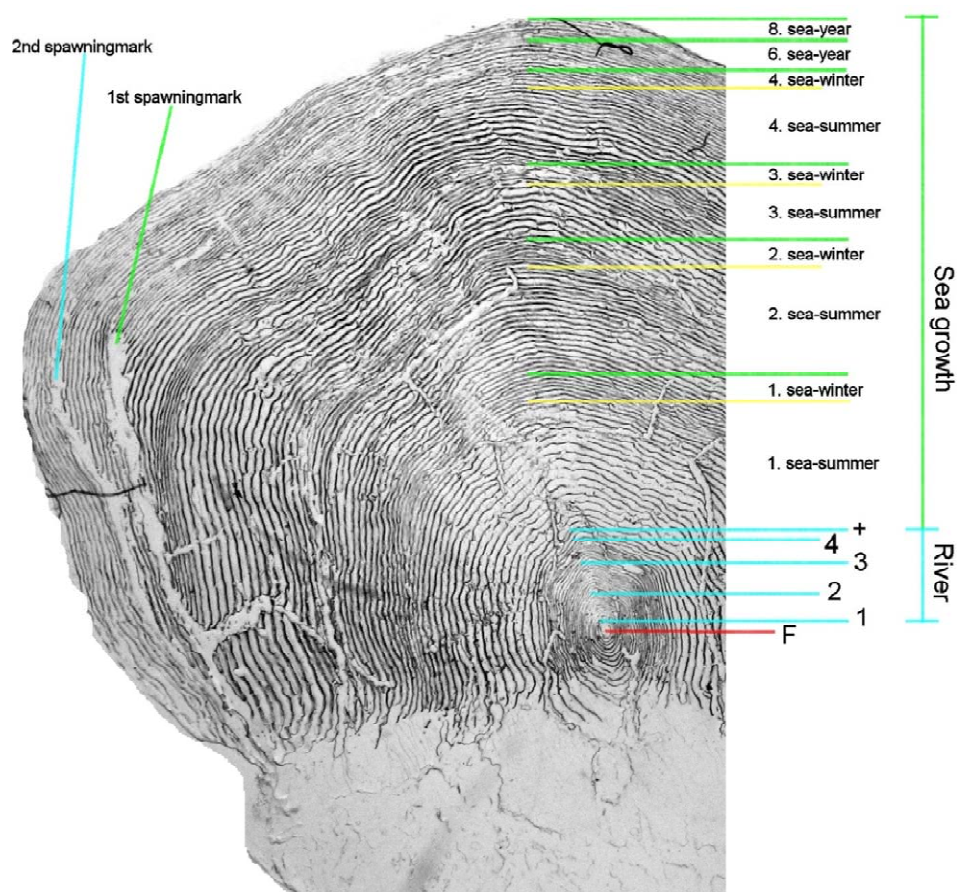 2nd spawningmark
1st spawningmark
8. sea-year
6. sea-year
4. sea-winter
4. sea-summer
3. sea-winter
3. sea-summer
2. sea-winter
2. sea-summer
1. sea-winter
1. sea-summer
+
4
3
2
1
F
Sea growth
River